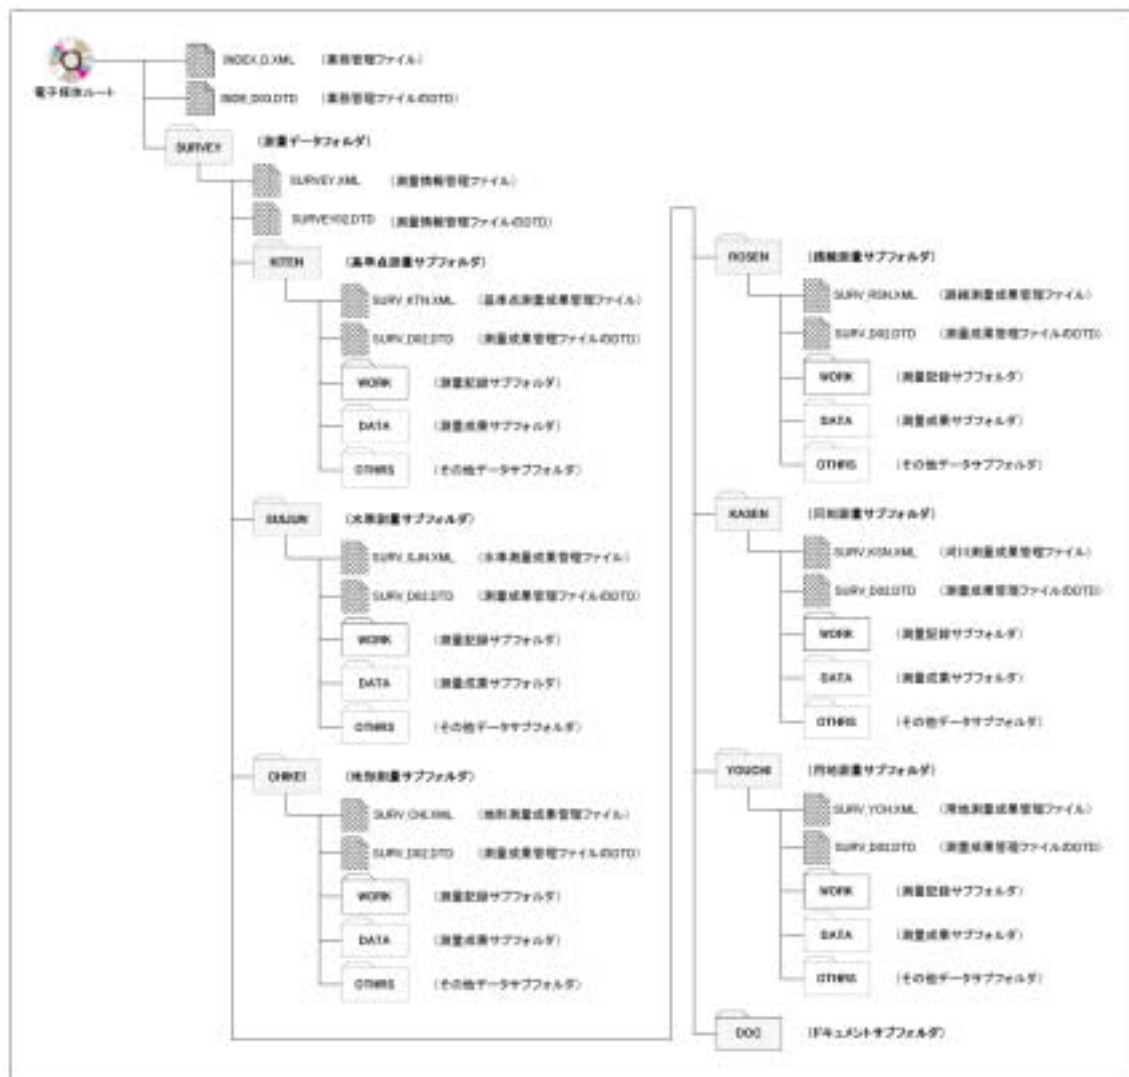 電子媒体ルート
INDEX_D.XML (業務管理ファイル)
INDE_D03.DTD (業務管理ファイルのDTD)
SURVEY (測量データフォルダ)
SURVEY.XML (測量情報管理ファイル)
SURVEY02.DTD (測量情報管理ファイルのDTD)
KITEN (基準点測量サブフォルダ)
SURV_KTN.XML (基準点測量成果管理ファイル)
SURV_D02.DTD (測量成果管理ファイルのDTD)
WORK (測量記録サブフォルダ)
DATA (測量成果サブフォルダ)
OTHRS (その他データサブフォルダ)
SUIJUN (水準測量サブフォルダ)
SURV_SJN.XML (水準測量成果管理ファイル)
SURV_D02.DTD (測量成果管理ファイルのDTD)
WORK (測量記録サブフォルダ)
DATA (測量成果サブフォルダ)
OTHRS (その他データサブフォルダ)
CHIKEI (地形測量サブフォルダ)
SURV_CHI.XML (地形測量成果管理ファイル)
SURV_D02.DTD (測量成果管理ファイルのDTD)
WORK (測量記録サブフォルダ)
DATA (測量成果サブフォルダ)
OTHRS (その他データサブフォルダ)
ROSEN (路線測量サブフォルダ)
SURV_RSN.XML (路線測量成果管理ファイル)
SURV_D02.DTD (測量成果管理ファイルのDTD)
WORK (測量記録サブフォルダ)
DATA (測量成果サブフォルダ)
OTHRS (その他データサブフォルダ)
KASEN (河川測量サブフォルダ)
SURV_KSN.XML (河川測量成果管理ファイル)
SURV_D02.DTD (測量成果管理ファイルのDTD)
WORK (測量記録サブフォルダ)
DATA (測量成果サブフォルダ)
OTHRS (その他データサブフォルダ)
YOUCHI (用地測量サブフォルダ)
SURV_YCH.XML (用地測量成果管理ファイル)
SURV_D02.DTD (測量成果管理ファイルのDTD)
WORK (測量記録サブフォルダ)
DATA (測量成果サブフォルダ)
OTHRS (その他データサブフォルダ)
DOC (ドキュメントサブフォルダ)